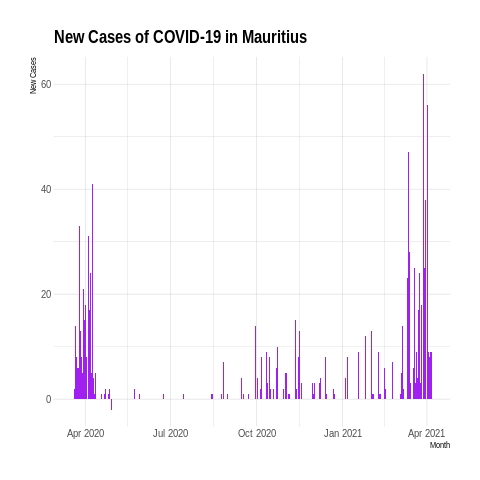 New Cases of COVID-19 in Mauritius
New Cases
60
40
20
0
Apr 2020
Jul 2020
Oct 2020
Jan 2021
Apr 2021
Month